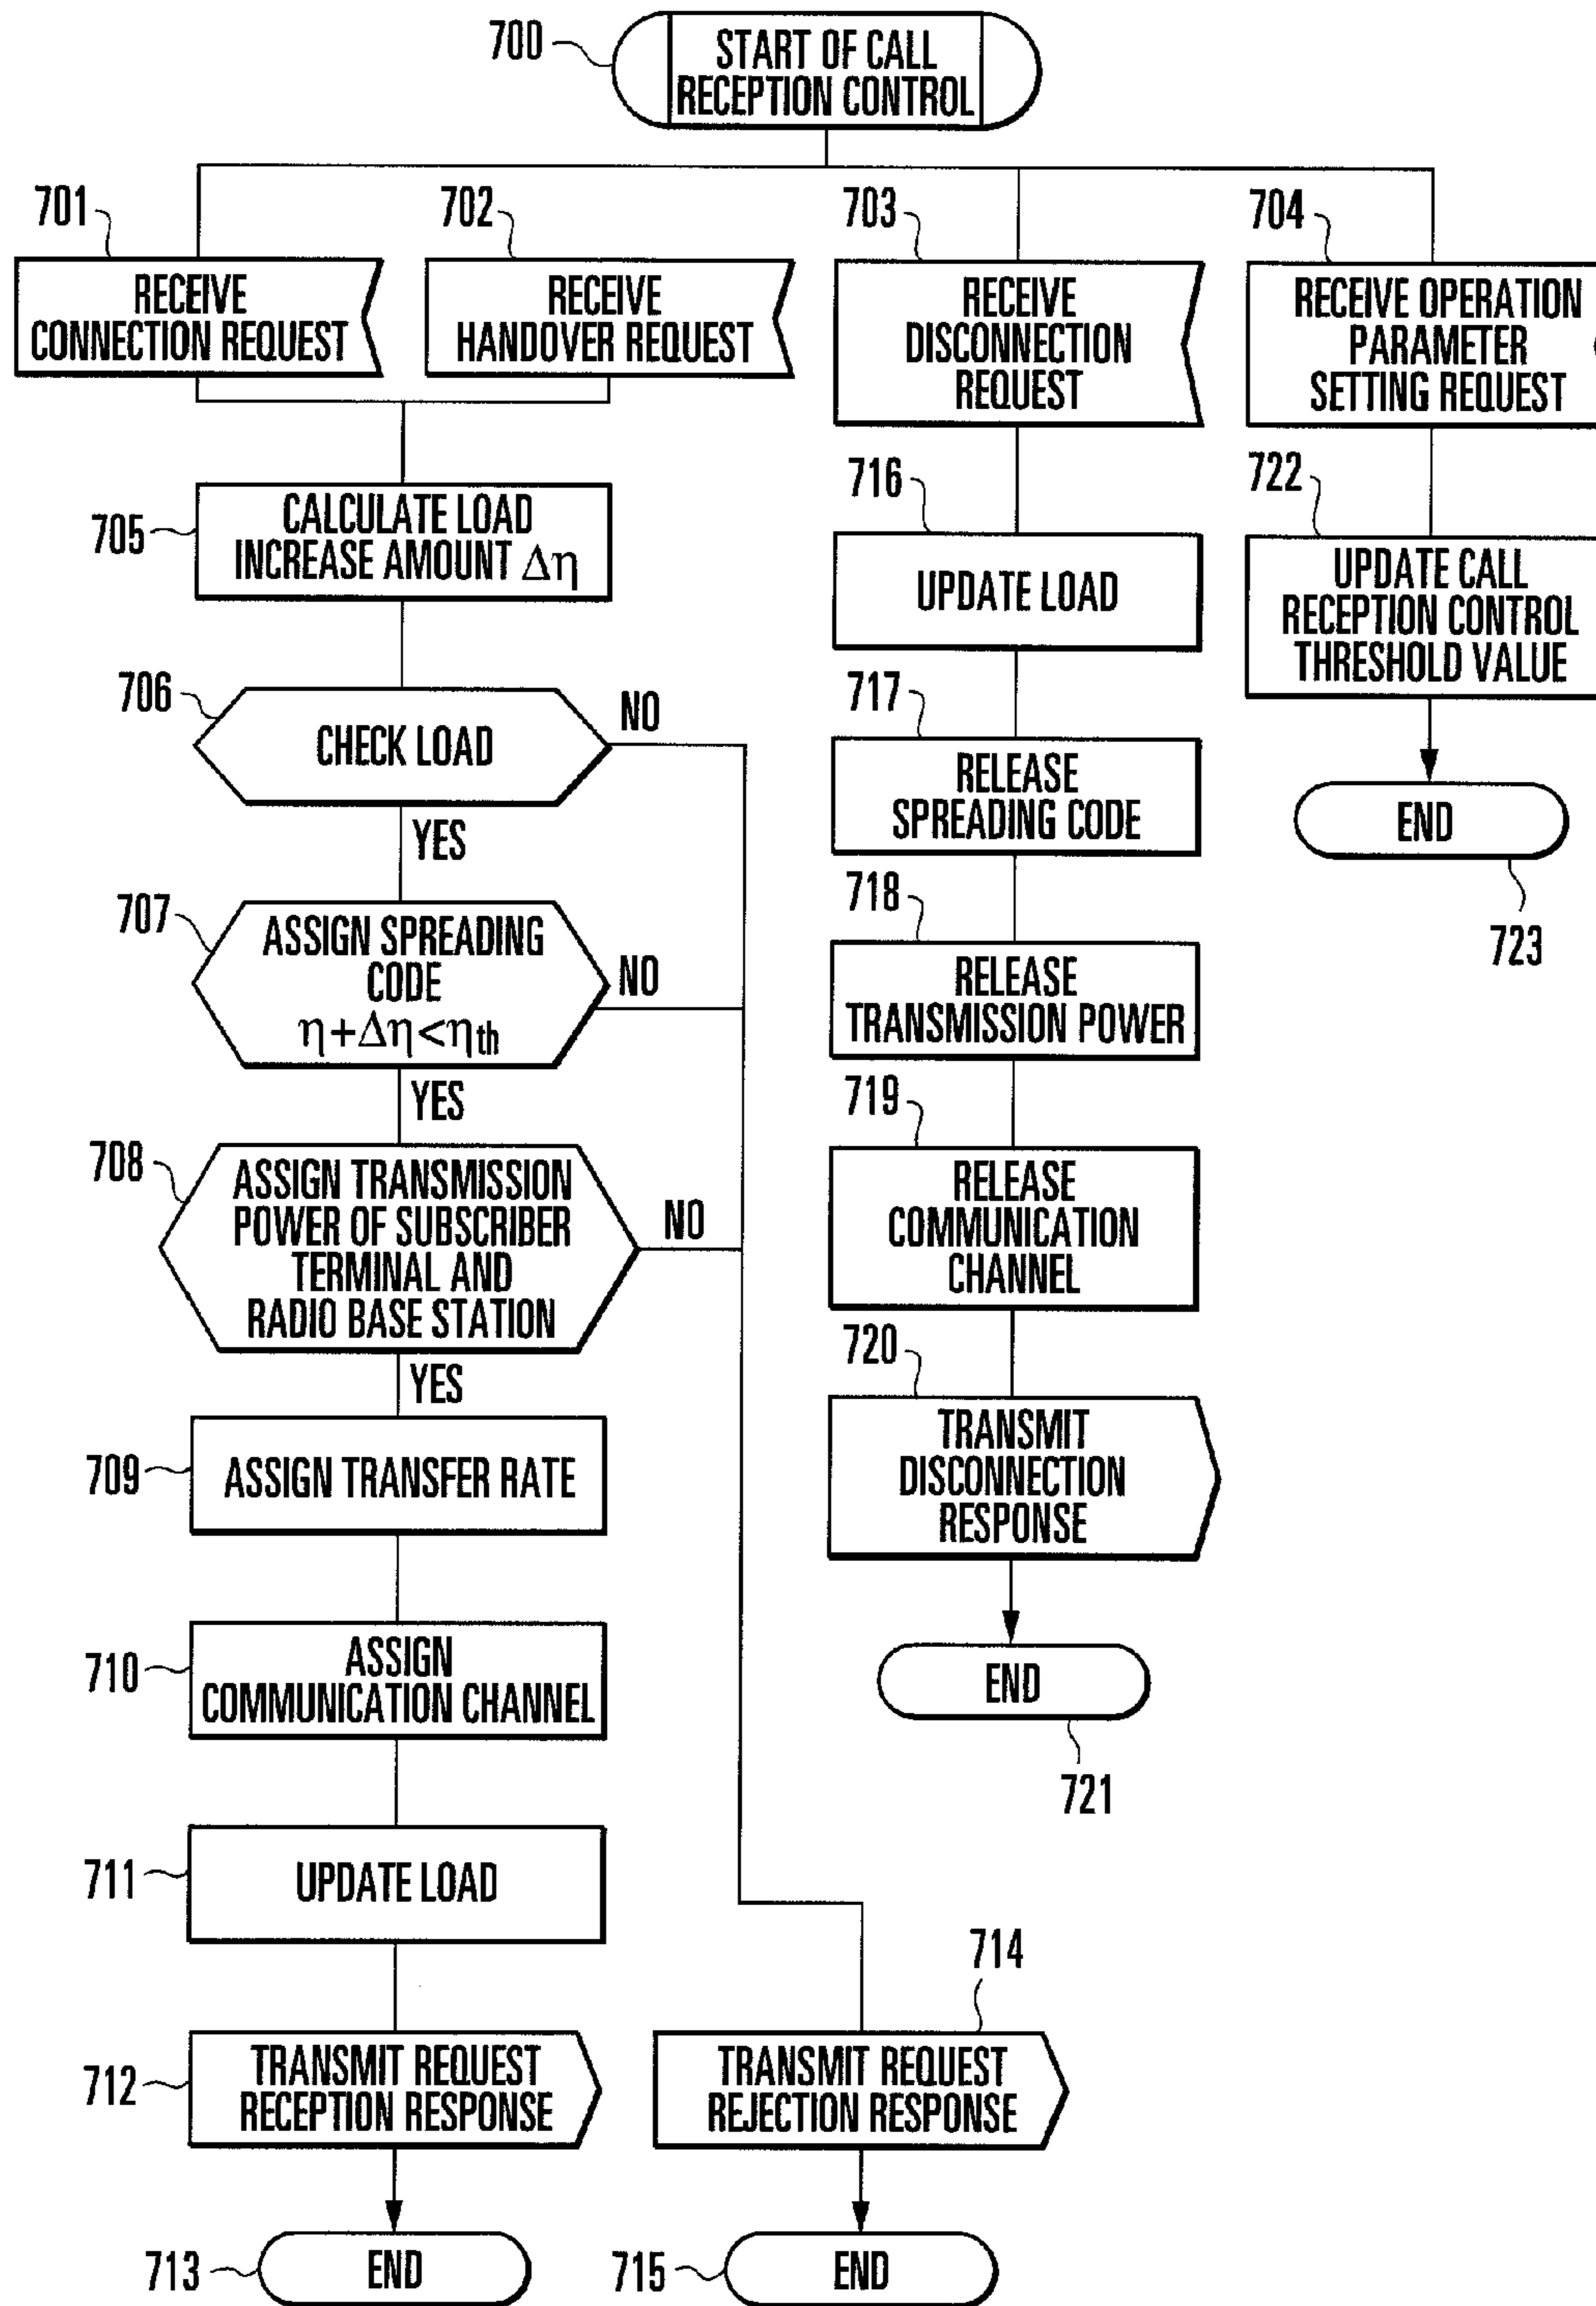 700
START OF CALL
RECEPTION CONTROL
701
RECEIVE
CONNECTION REQUEST
702
RECEIVE
HANDOVER REQUEST
703
RECEIVE
DISCONNECTION
REQUEST
704
RECEIVE OPERATION
PARAMETER
SETTING REQUEST
705
CALCULATE LOAD
INCREASE AMOUNT Δη
706
CHECK LOAD
NO
YES
707
ASSIGN SPREADING
CODE
η+Δη<ηth
NO
YES
708
ASSIGN TRANSMISSION
POWER OF SUBSCRIBER
TERMINAL AND
RADIO BASE STATION
NO
YES
709
ASSIGN TRANSFER RATE
710
ASSIGN
COMMUNICATION CHANNEL
711
UPDATE LOAD
712
TRANSMIT REQUEST
RECEPTION RESPONSE
713
END
714
TRANSMIT REQUEST
REJECTION RESPONSE
715
END
716
UPDATE LOAD
717
RELEASE
SPREADING CODE
718
RELEASE
TRANSMISSION POWER
719
RELEASE
COMMUNICATION
CHANNEL
720
TRANSMIT
DISCONNECTION
RESPONSE
END
721
722
UPDATE CALL
RECEPTION CONTROL
THRESHOLD VALUE
END
723